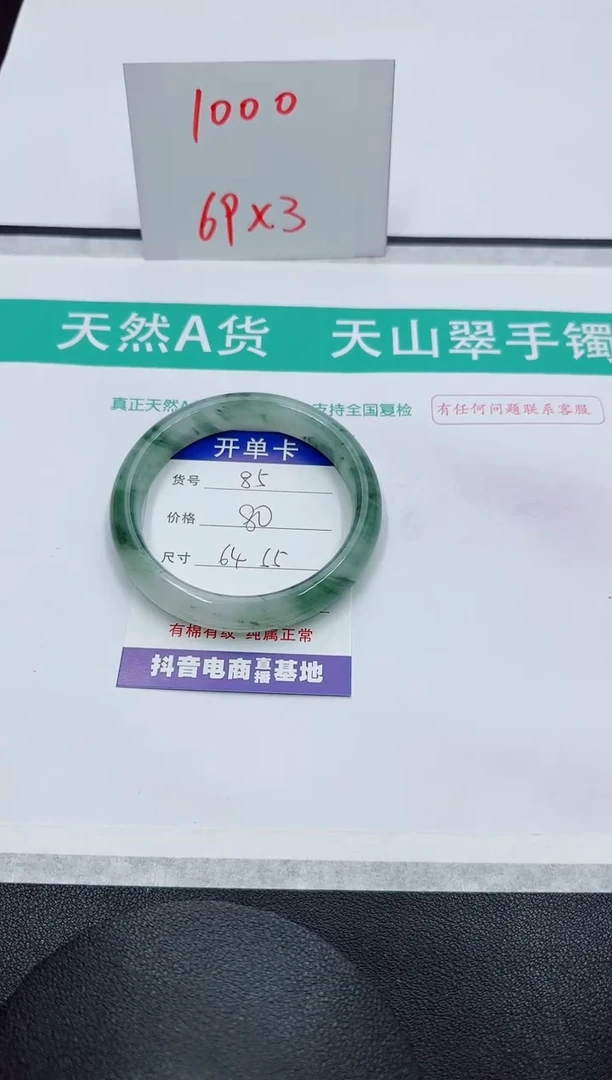 1000
69x3
天然A货 天山翠手镯
真正天然A 支持全国复检 有任何问题联系客服
开单卡
货号 85
价格 80
尺寸 64 55
有棉有纹 纯属正常
抖音电商直播基地